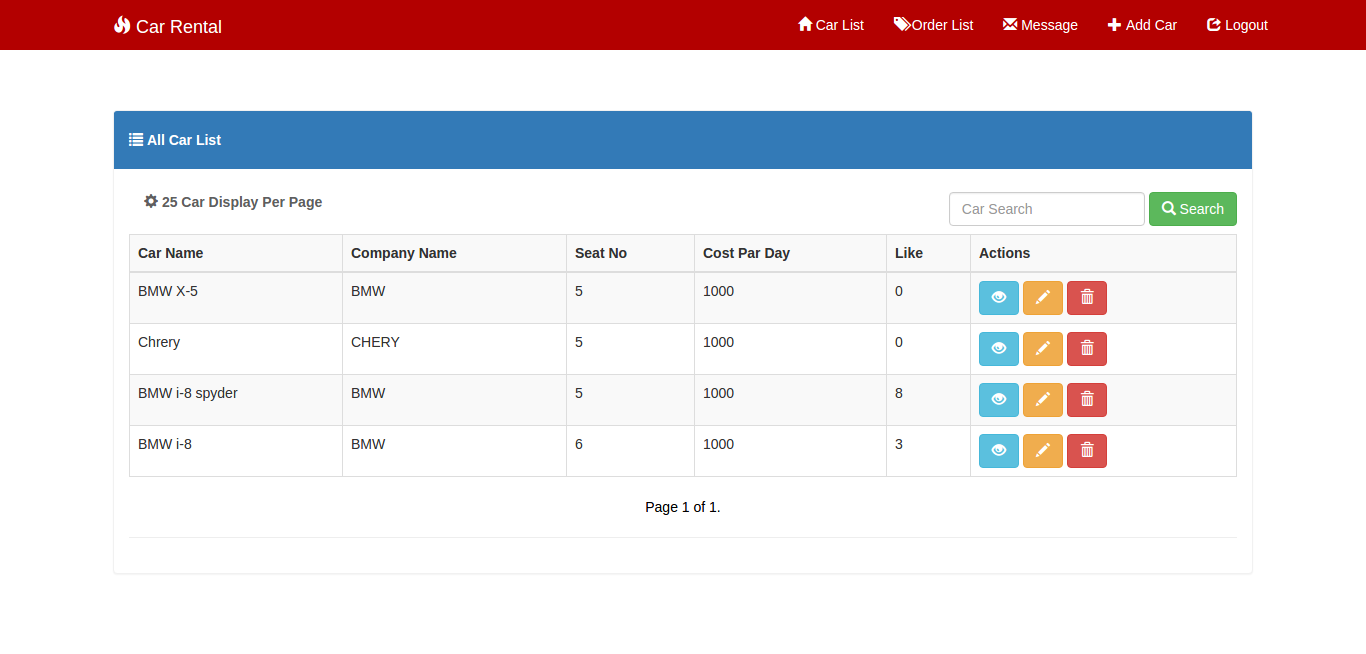 Car Rental Car List Order List Message Add Car Logout
All Car List
25 Car Display Per Page Car Search Search
Car Name Company Name Seat No Cost Par Day Like Actions
BMW X-5 BMW 5 1000 0
Chrery CHERY 5 1000 0
BMW i-8 spyder BMW 5 1000 8
BMW i-8 BMW 6 1000 3
Page 1 of 1.